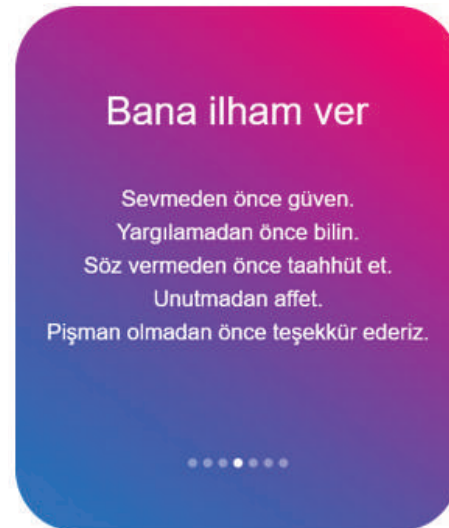 Bana ilham ver
Sevmeden önce güven.
Yargılamadan önce bilin.
Söz vermeden önce taahhüt et.
Unutmadan affet.
Pişman olmadan önce teşekkür ederiz.